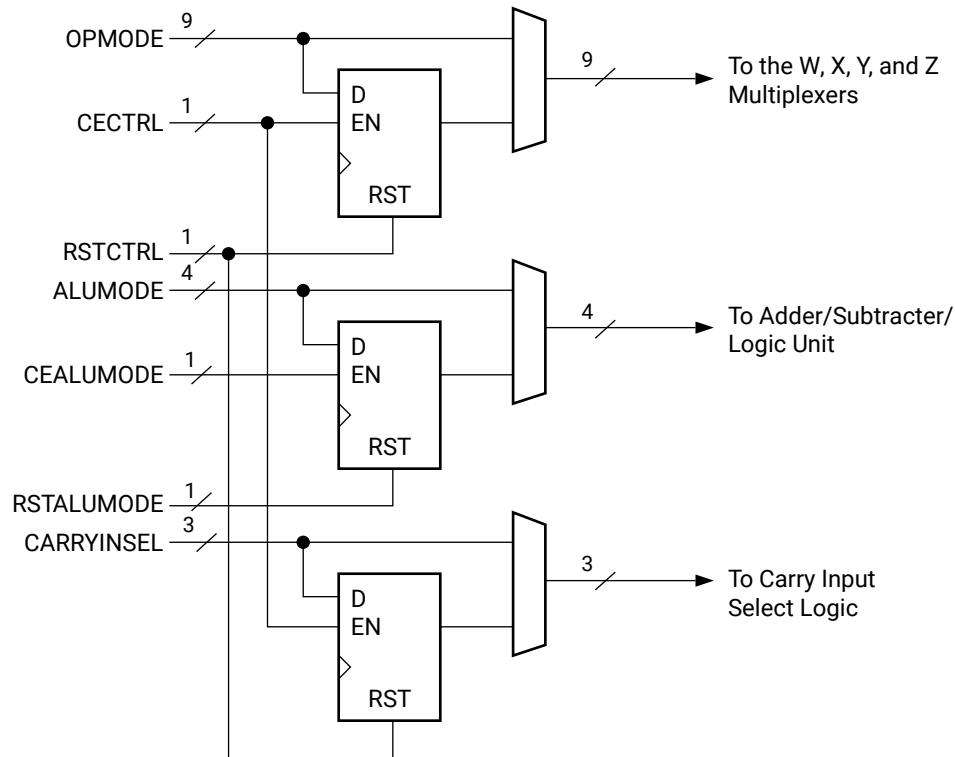 9
OPMODE
D
9
To the W, X, Y, and Z
Multiplexers
1
CECTRL
EN
RST
1
RSTCTRL
4
ALUMODE
D
4
To Adder/Subtracter/
Logic Unit
1
CEALUMODE
EN
RST
1
RSTALUMODE
3
CARRYINSEL
D
3
To Carry Input
Select Logic
EN
RST